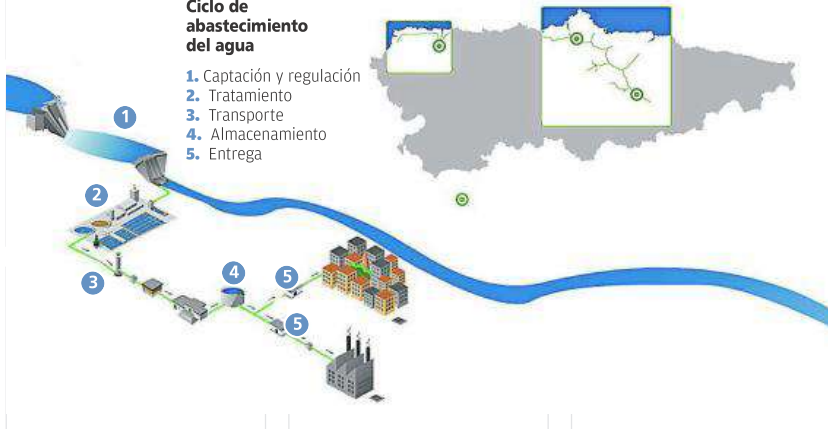 Ciclo de
abastecimiento
del agua
1. Captación y regulación
2. Tratamiento
3. Transporte
4. Almacenamiento
5. Entrega
1
2
3
4
5
5